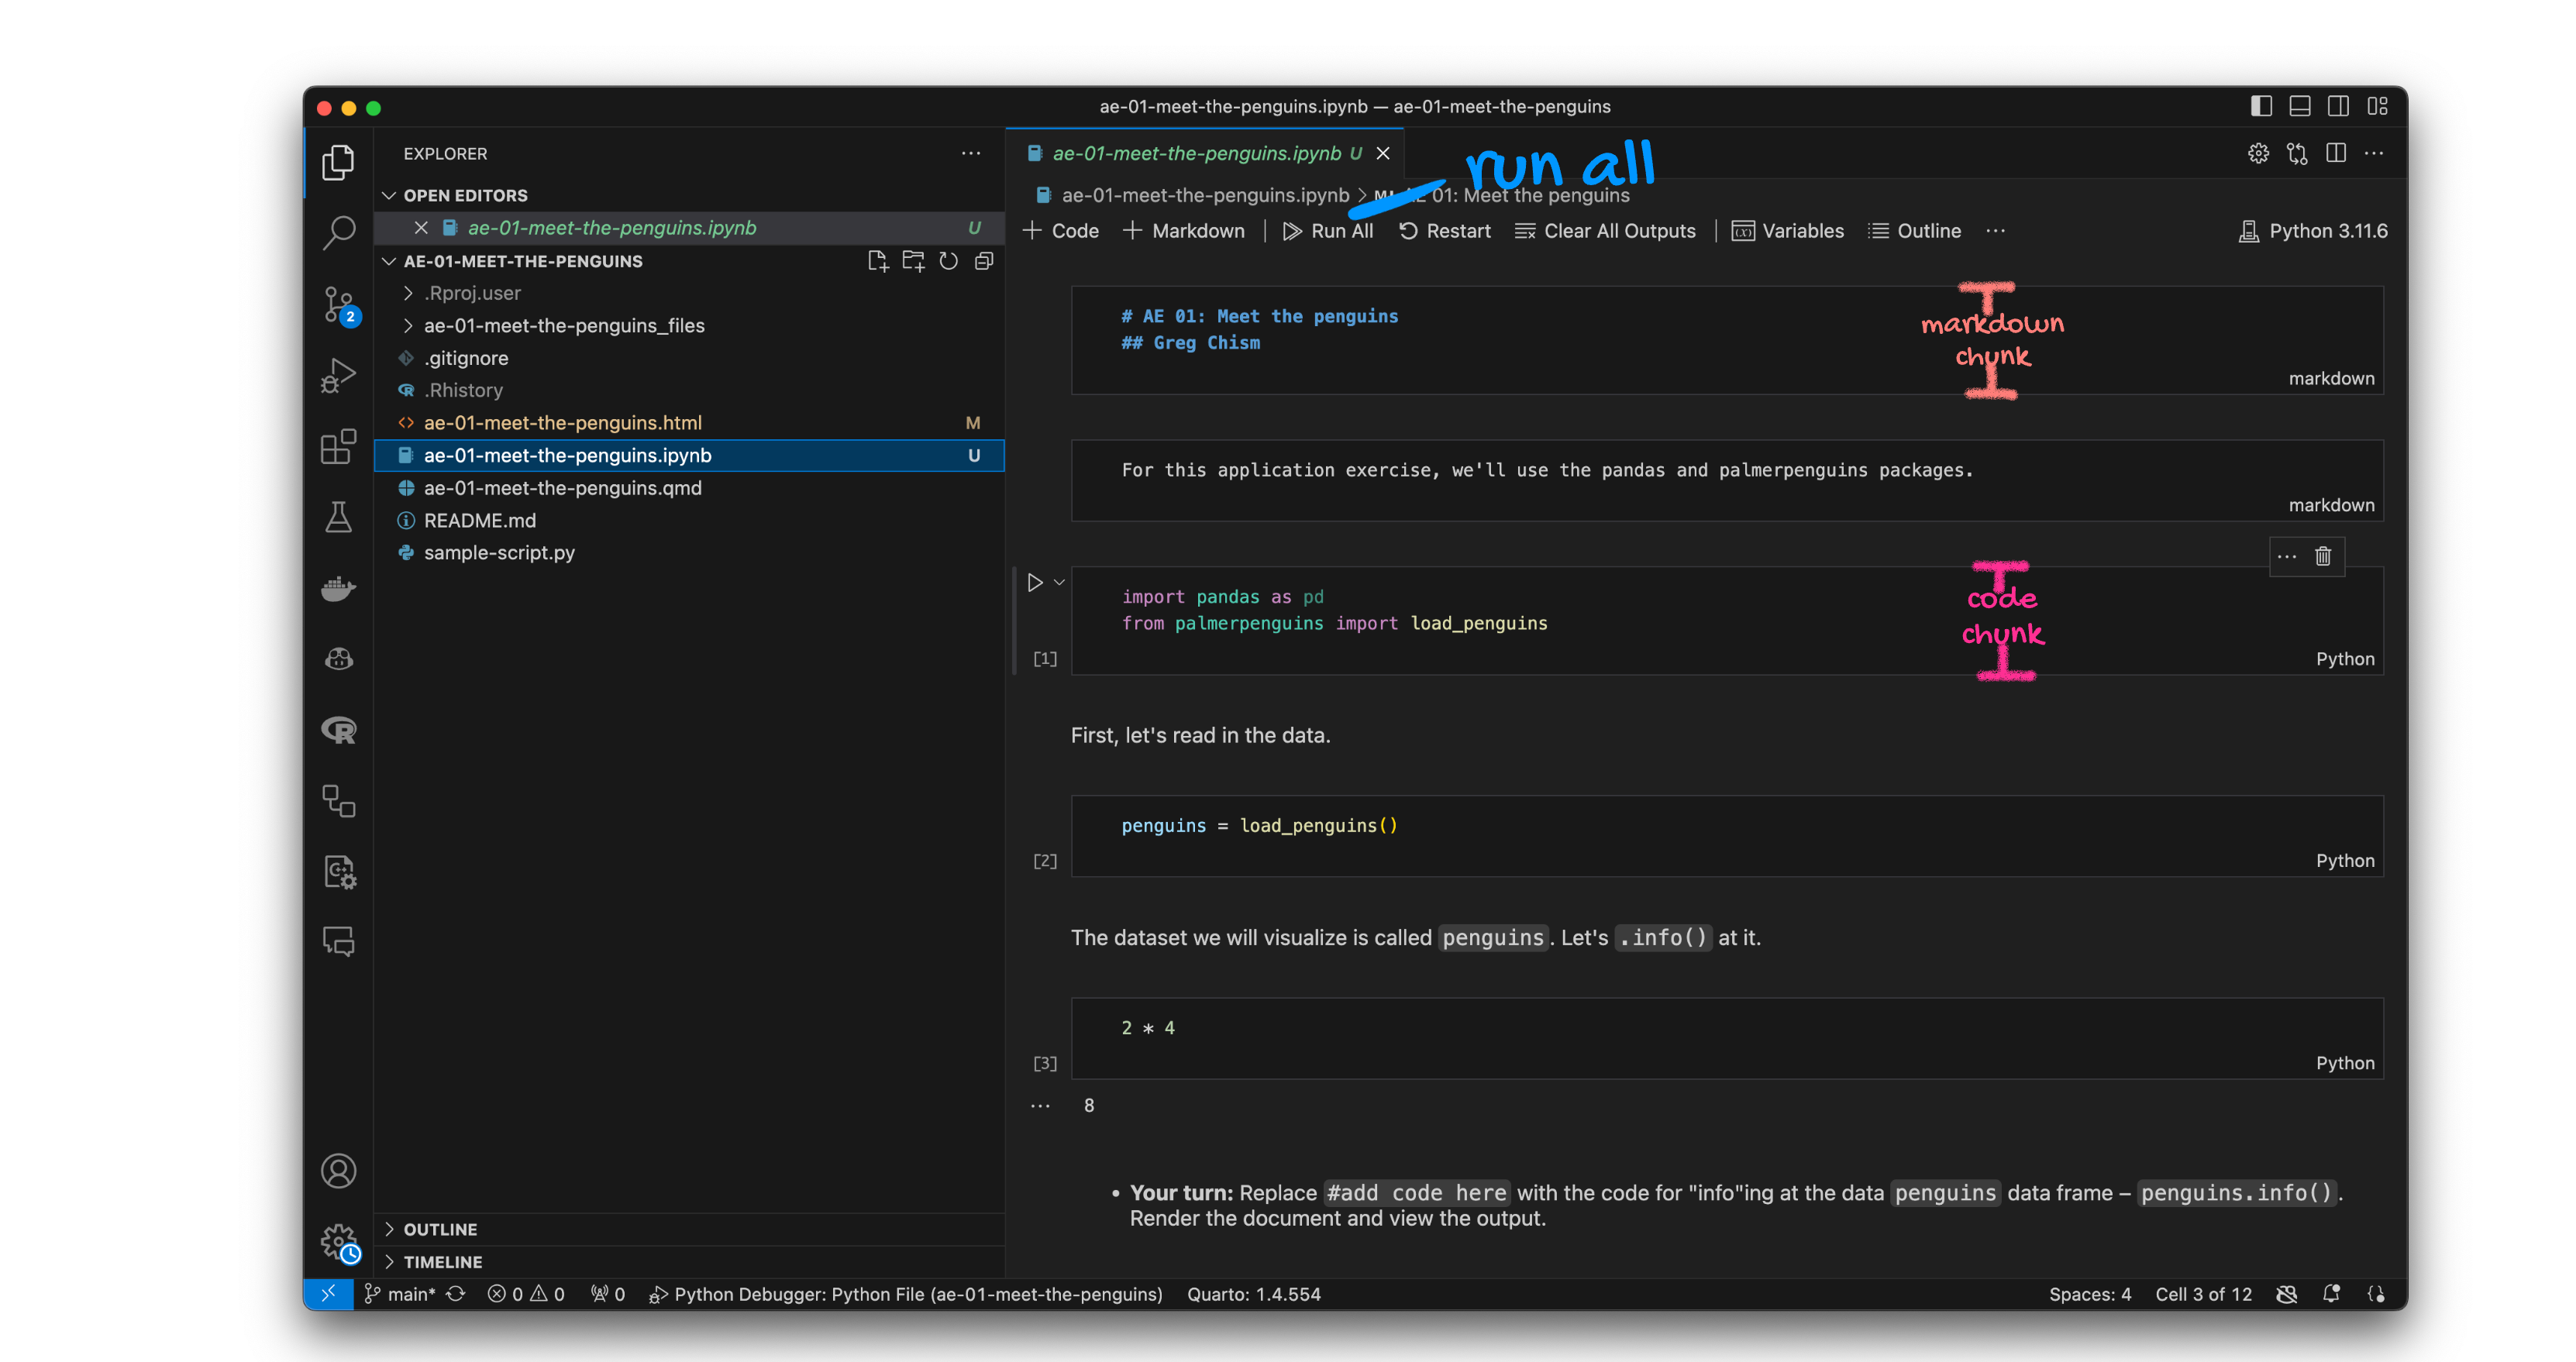 ae-01-meet-the-penguins.ipynb — ae-01-meet-the-penguins
EXPLORER
OPEN EDITORS
ae-01-meet-the-penguins.ipynb U
AE-01-MEET-THE-PENGUINS
.Rproj.user
ae-01-meet-the-penguins_files
.gitignore
.Rhistory
ae-01-meet-the-penguins.html M
ae-01-meet-the-penguins.ipynb U
ae-01-meet-the-penguins.qmd
README.md
sample-script.py
OUTLINE
TIMELINE
2
ae-01-meet-the-penguins.ipynb U
run all
ae-01-meet-the-penguins.ipynb > 01: Meet the penguins
Code Markdown Run All Restart Clear All Outputs Variables Outline Python 3.11.6
# AE 01: Meet the penguins
## Greg Chism
markdown
chunk
markdown
For this application exercise, we'll use the pandas and palmerpenguins packages.
markdown
import pandas as pd
from palmerpenguins import load_penguins
code
chunk
[1] Python
First, let's read in the data.
penguins = load_penguins()
[2] Python
The dataset we will visualize is called penguins. Let's .info() at it.
2 * 4
[3] Python
8
• Your turn: Replace #add code here with the code for "info"ing at the data penguins data frame – penguins.info().
Render the document and view the output.
main* 0 0 0 Python Debugger: Python File (ae-01-meet-the-penguins) Quarto: 1.4.554 Spaces: 4 Cell 3 of 12